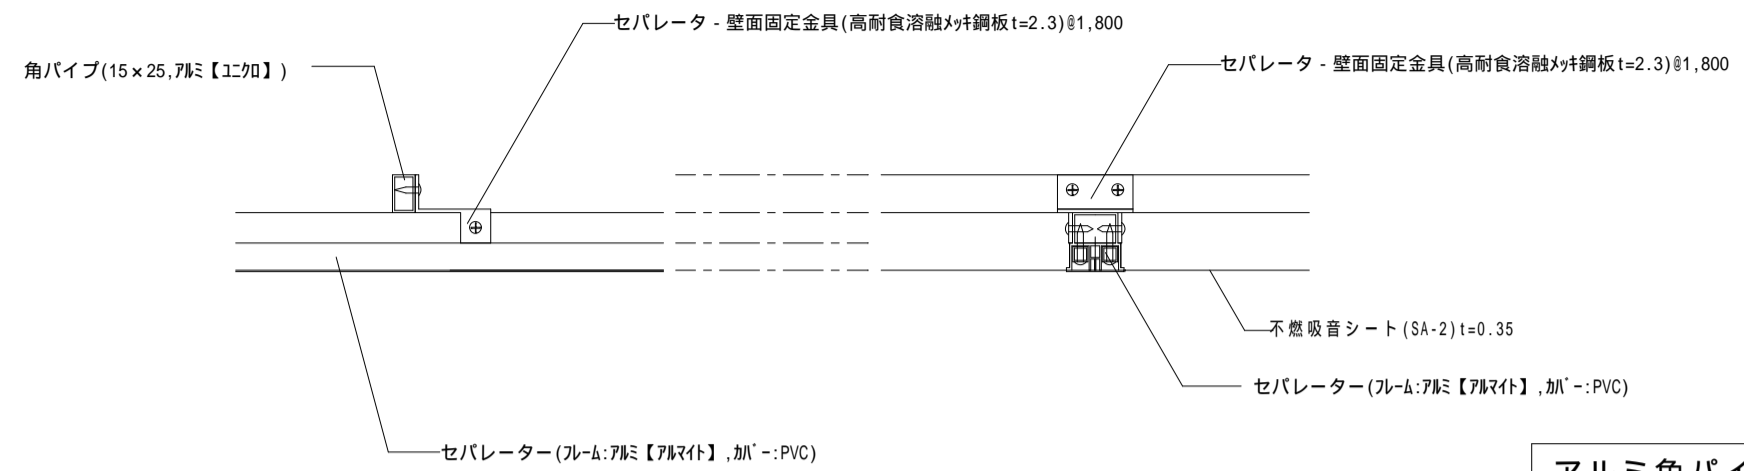 セパレータ - 壁面固定金具(高耐食溶融ﾒｯｷ鋼板t=2.3)@1,800
角パイプ(15×25,ｱﾙﾐ【ﾕﾆｸﾛ】)
セパレータ - 壁面固定金具(高耐食溶融ﾒｯｷ鋼板t=2.3)@1,800
不燃吸音シート(SA-2)t=0.35
セパレーター(ﾌﾚｰﾑ:ｱﾙﾐ【ｱﾙﾏｲﾄ】,ｶﾊﾞｰ:PVC)
セパレーター(ﾌﾚｰﾑ:ｱﾙﾐ【ｱﾙﾏｲﾄ】,ｶﾊﾞｰ:PVC)
アルミ角パイ